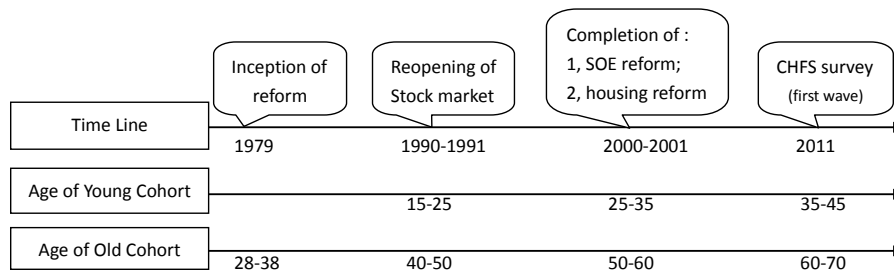 Inception of
reform
Reopening of
Stock market
Completion of :
1, SOE reform;
2, housing reform
CHFS survey
(first wave)
Time Line
1979
1990-1991
2000-2001
2011
Age of Young Cohort
15-25
25-35
35-45
Age of Old Cohort
28-38
40-50
50-60
60-70